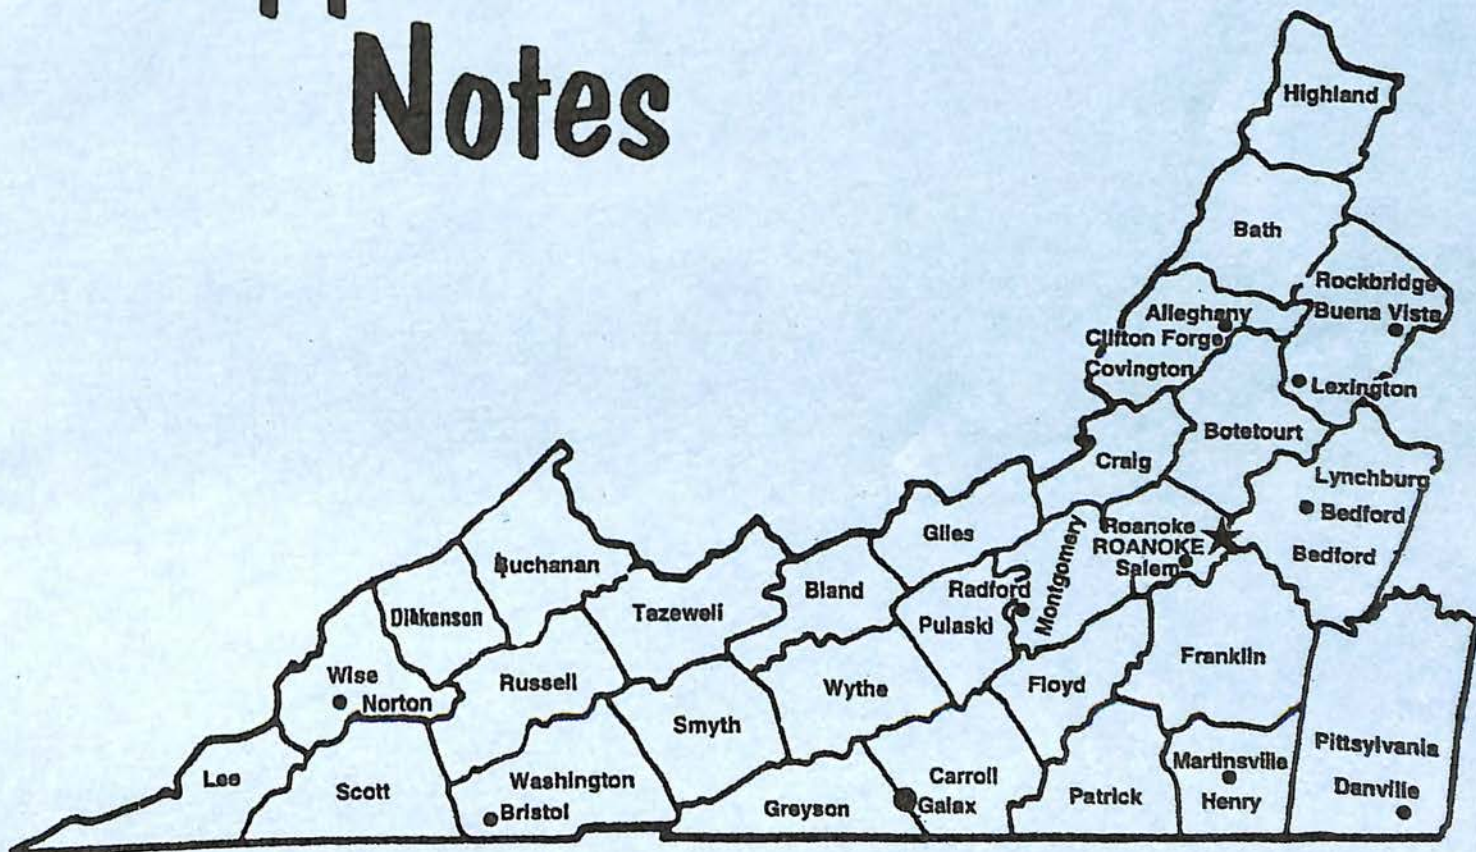 Notes
Highland
Bath
Rockbridge
Alleghany
Buena Vista
Clifton Forge
Covington
Lexington
Botetourt
Craig
Lynchburg
Bedford
Bedford
Giles
Roanoke
ROANOKE
Salem
Montgomery
Buchanan
Bland
Radford
Dikkenson
Tazewell
Pulaski
Franklin
Wise
Norton
Russell
Wythe
Floyd
Smyth
Pittsylvania
Martinsville
Lee
Scott
Washington
Bristol
Carroll
Galax
Greyson
Patrick
Henry
Danville